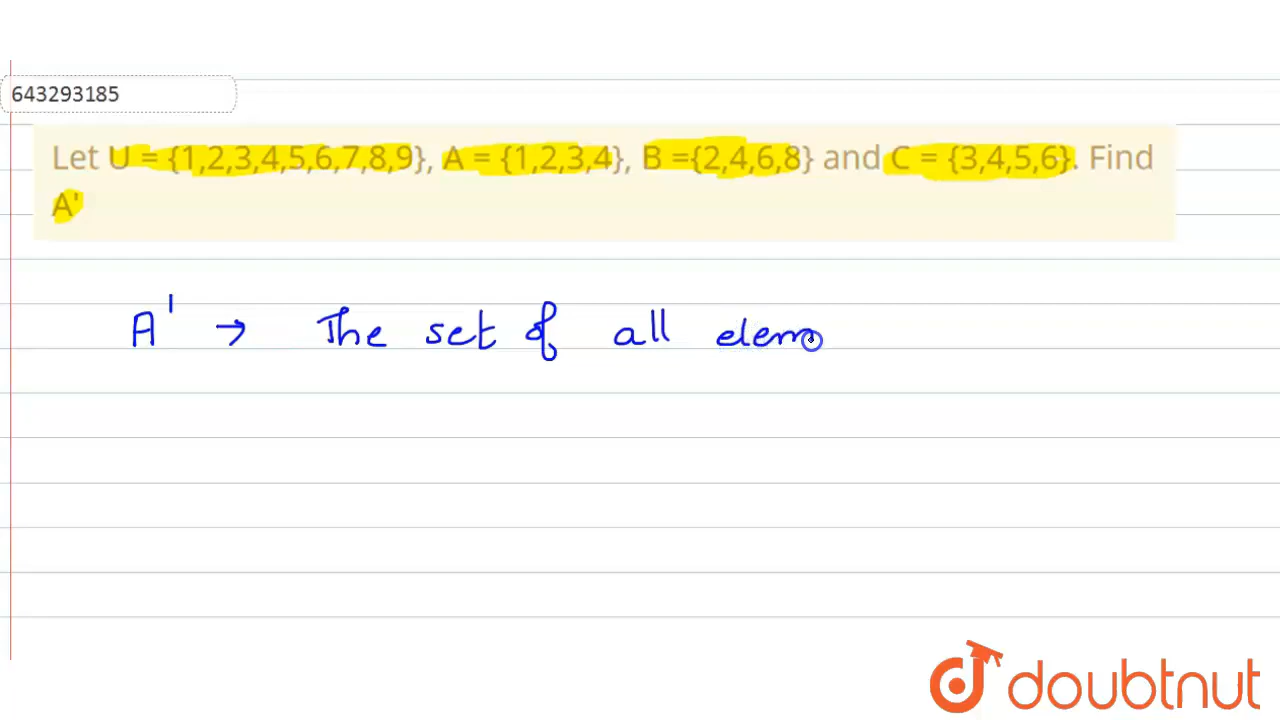 643293185
Let U = {1,2,3,4,5,6,7,8,9}, A = {1,2,3,4}, B ={2,4,6,8} and C = {3,4,5,6}. Find
A'
A' → The set of all elem
doubtnut